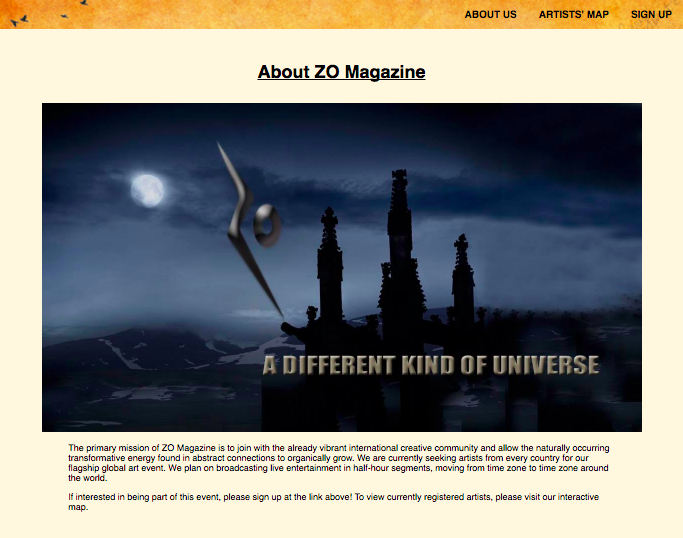 ABOUT US ARTISTS' MAP SIGN UP
About ZO Magazine
Zo
A DIFFERENT KIND OF UNIVERSE
The primary mission of ZO Magazine is to join with the already vibrant international creative community and allow the naturally occurring
transformative energy found in abstract connections to organically grow. We are currently seeking artists from every country for our
flagship global art event. We plan on broadcasting live entertainment in half-hour segments, moving from time zone to time zone around
the world.
If interested in being part of this event, please sign up at the link above! To view currently registered artists, please visit our interactive
map.